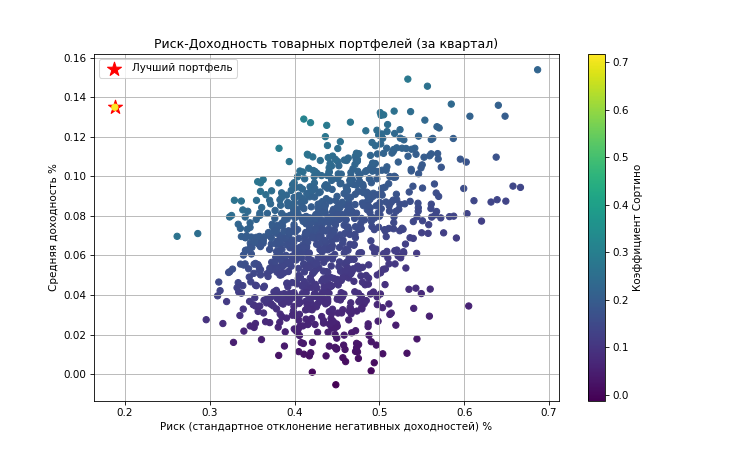 Риск-Доходность товарных портфелей (за квартал)
Лучший портфель
0.16
0.14
0.12
0.10
0.08
0.06
0.04
0.02
0.00
Средняя доходность %
0.2 0.3 0.4 0.5 0.6 0.7
Риск (стандартное отклонение негативных доходностей) %
0.7
0.6
0.5
0.4
0.3
0.2
0.1
0.0
Коэффициент Сортино